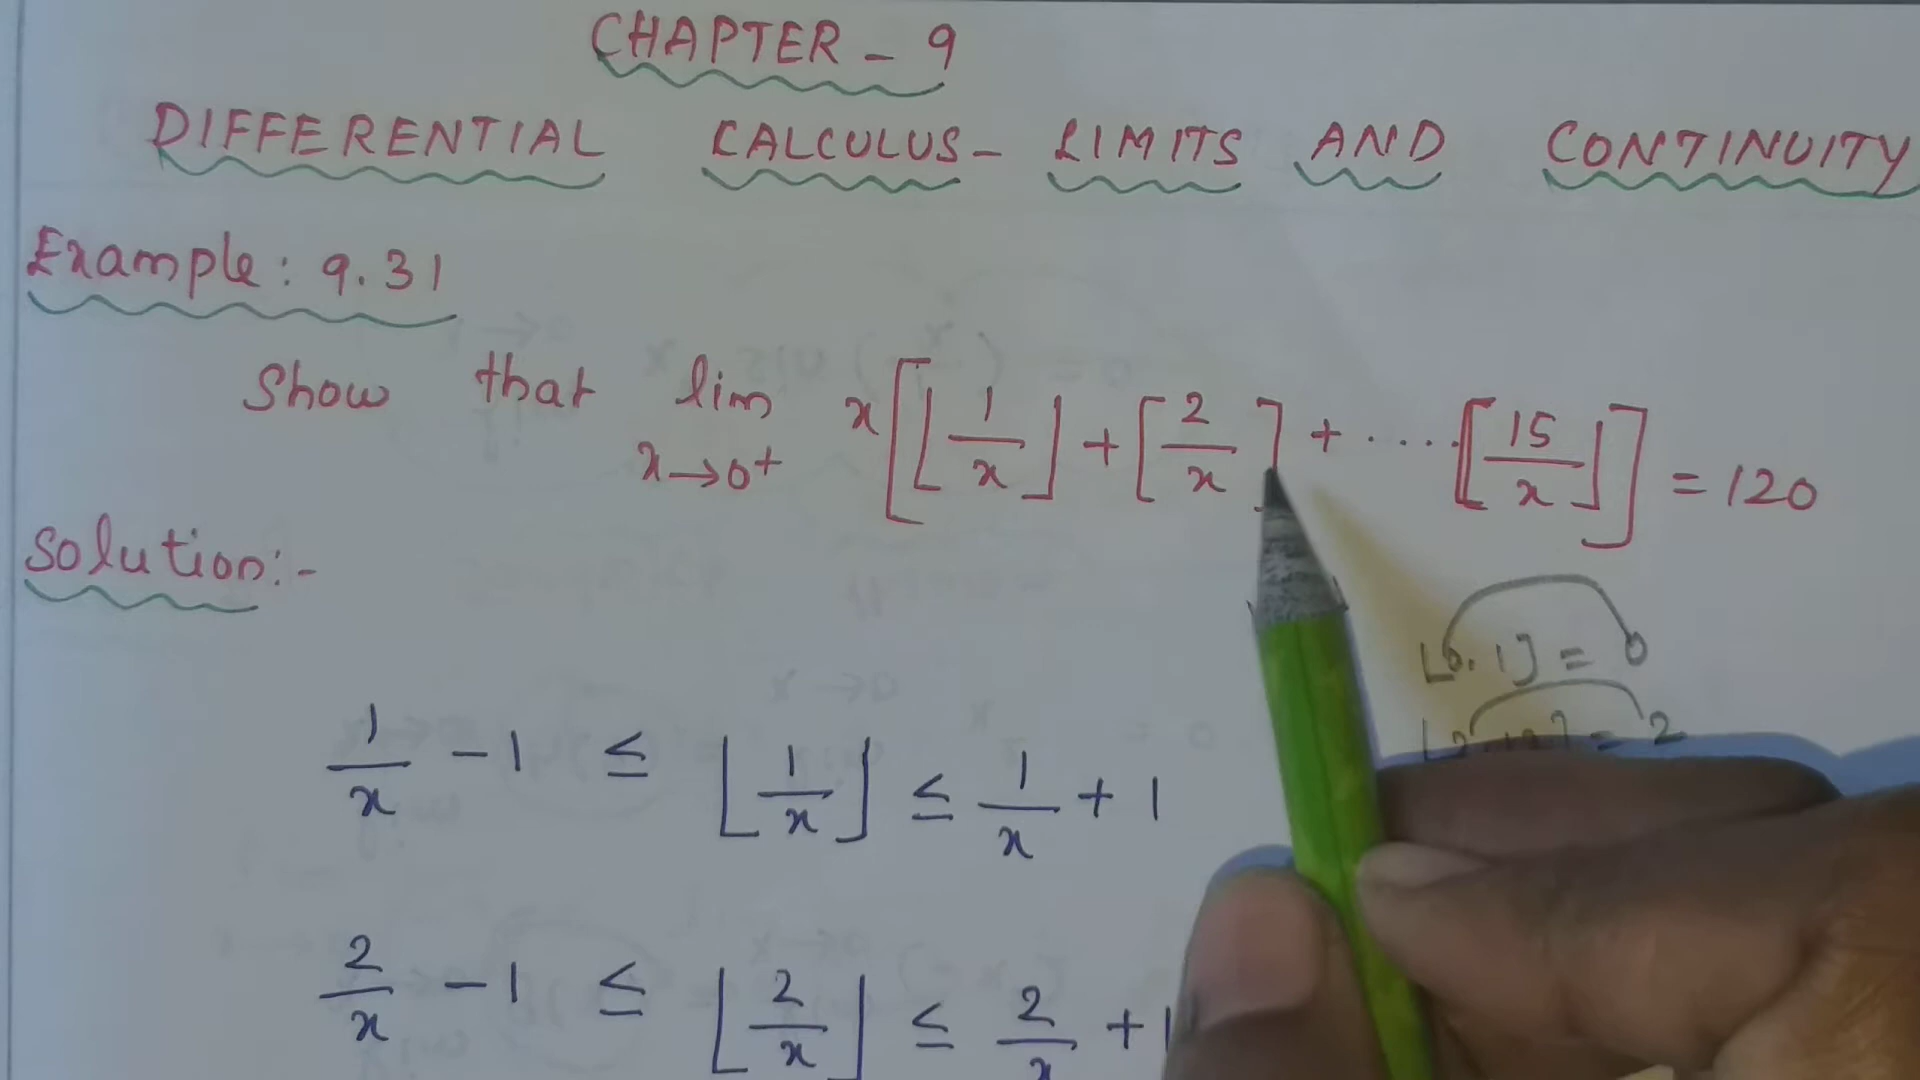 CHAPTER - 9
DIFFERENTIAL CALCULUS - LIMITS AND CONTINUITY
Example: 9.31
Show that lim x→0+ x[⌊1/x⌋ + [2/x] + ..... [15/x]] = 120
Solution:-
⌊0.1⌋ = 0
1/x - 1 ≤ ⌊1/x⌋ ≤ 1/x + 1
2/x - 1 ≤ ⌊2/x⌋ ≤ 2/x + 1